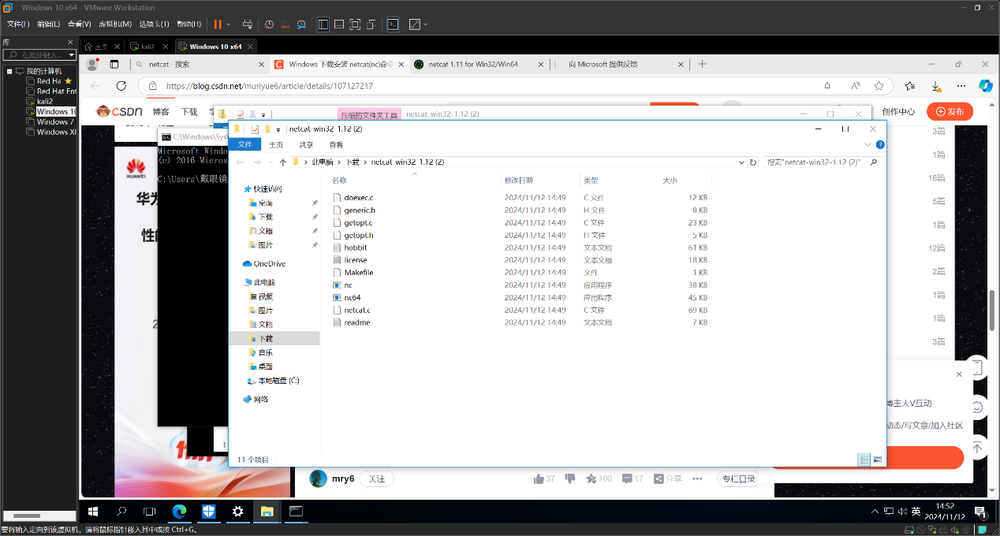 Windows 10 x64 - VMware Workstation
文件(F) 编辑(E) 查看(V) 虚拟机(M) 选项卡(T) 帮助(H)
库
在此处键入...
我的计算机
Red Ha
Red Hat Ent
kali2
Windows 10
Windows 7
Windows XP
主页
kali2
Windows 10 x64
netcat - 搜索
Windows 下载安装 netcat(nc)命令
netcat 1.11 for Win32/Win64
向 Microsoft 提供反馈
https://blog.csdn.net/muriyue6/article/details/107127217
CSDN 博客 下载 创作中心 发布
压缩的文件夹工具 netcat-win32-1.12 (2)
C:\Windows\Syst
Microsoft Windo
(c) 2016 Micros
C:\Users\戴眼镜
netcat-win32-1.12 (2)
文件 主页 共享 查看
此电脑 下载 netcat-win32-1.12 (2)
搜索"netcat-win32-1.12 (2)"
名称 修改日期 类型 大小
快速访问
桌面
下载
文档
图片
OneDrive
此电脑
视频
图片
文档
下载
音乐
桌面
本地磁盘 (C:)
网络
doexec.c 2024/11/12 14:49 C 文件 12 KB
generic.h 2024/11/12 14:49 H 文件 8 KB
getopt.c 2024/11/12 14:49 C 文件 23 KB
getopt.h 2024/11/12 14:49 H 文件 5 KB
hobbit 2024/11/12 14:49 文本文档 61 KB
license 2024/11/12 14:49 文本文档 18 KB
Makefile 2024/11/12 14:49 文件 1 KB
nc 2024/11/12 14:49 应用程序 38 KB
nc64 2024/11/12 14:49 应用程序 45 KB
netcat.c 2024/11/12 14:49 C 文件 69 KB
readme 2024/11/12 14:49 文本文档 7 KB
11 个项目
HUAWEI
华为
性能
3篇
1篇
16篇
5篇
1篇
12篇
2篇
1篇
1篇
3篇
博主大V互动
动态/写文章/加入社区
mry6 关注 37 100 17 分享 专栏目录
英
14:52
2024/11/12
要将输入定向到该虚拟机，请将鼠标指针移入其中或按 Ctrl+G。